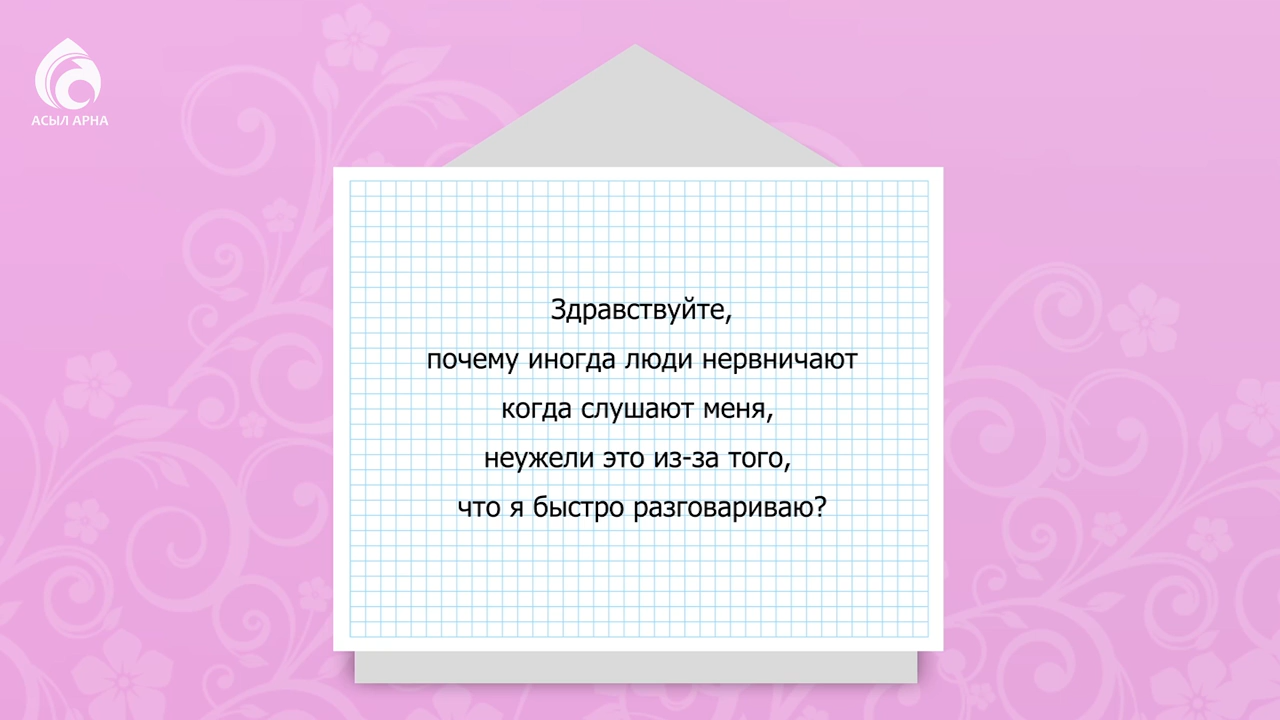 АСЫЛ АРНА
Здравствуйте,
почему иногда люди нервничают
когда слушают меня,
неужели это из-за того,
что я быстро разговариваю?